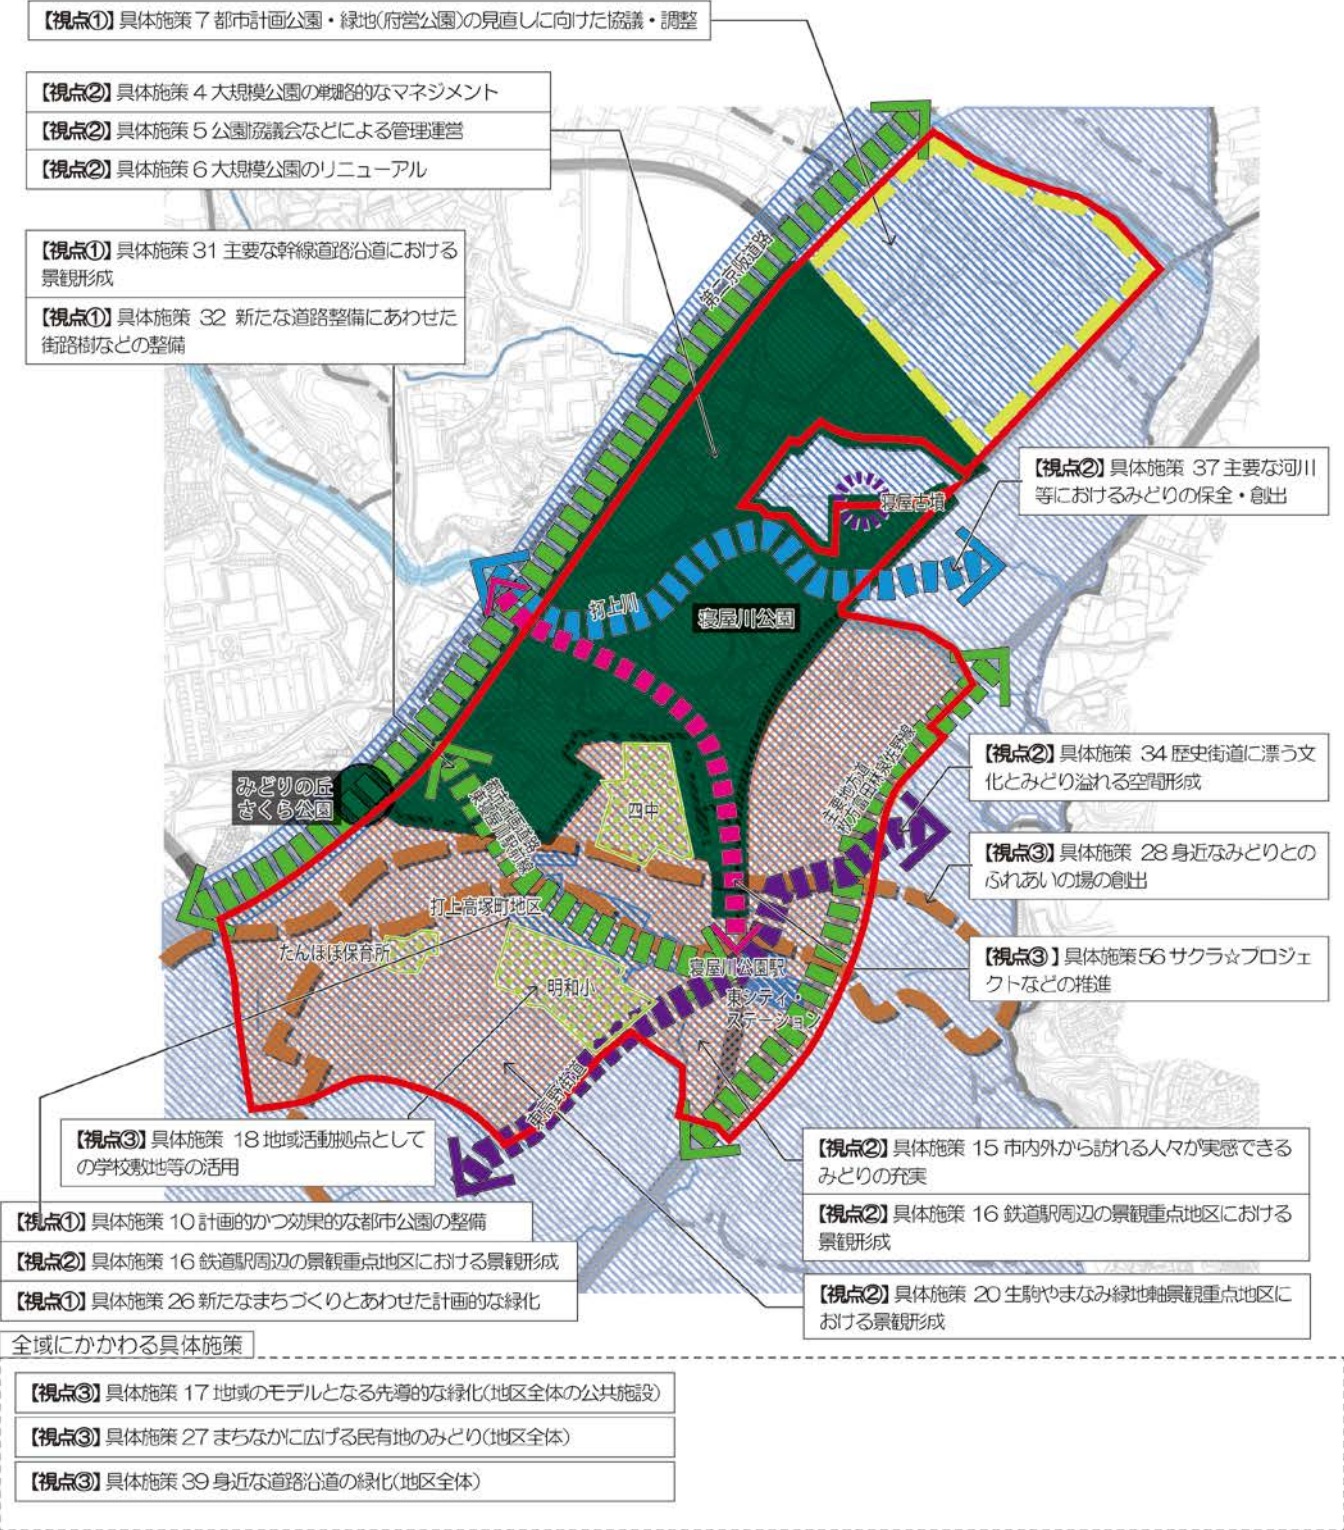 【視点①】具体施策 7 都市計画公園・緑地(府営公園)の見直しに向けた協議・調整
【視点②】具体施策 4 大規模公園の戦略的なマネジメント
【視点②】具体施策 5 公園協議会などによる管理運営
【視点②】具体施策 6 大規模公園のリニューアル
【視点①】具体施策 31 主要な幹線道路沿道における
景観形成
【視点①】具体施策 32 新たな道路整備にあわせた
街路樹などの整備
第二京阪道路
【視点②】具体施策 37 主要な河川
等におけるみどりの保全・創出
寝屋古墳
打上川
寝屋川公園
みどりの丘
さくら公園
四中
主要地方道
枚方富田林泉佐野線
【視点②】具体施策 34 歴史街道に漂う文
化とみどり溢れる空間形成
【視点③】具体施策 28 身近なみどりとの
ふれあいの場の創出
打上高塚町地区
たんぽぽ保育所
明和小
寝屋川公園駅
東シティ・
ステーション
【視点③】具体施策56 サクラ☆プロジェ
クトなどの推進
東高野街道
【視点③】具体施策 18 地域活動拠点として
の学校敷地等の活用
【視点②】具体施策 15 市内外から訪れる人々が実感できる
みどりの充実
【視点②】具体施策 16 鉄道駅周辺の景観重点地区における
景観形成
【視点①】具体施策 10 計画的かつ効果的な都市公園の整備
【視点②】具体施策 16 鉄道駅周辺の景観重点地区における景観形成
【視点①】具体施策 26 新たなまちづくりとあわせた計画的な緑化
【視点②】具体施策 20 生駒やまなみ緑地軸景観重点地区に
おける景観形成
全域にかかわる具体施策
【視点③】具体施策 17 地域のモデルとなる先導的な緑化(地区全体の公共施設)
【視点③】具体施策 27 まちなかに広げる民有地のみどり(地区全体)
【視点③】具体施策 39 身近な道路沿道の緑化(地区全体)